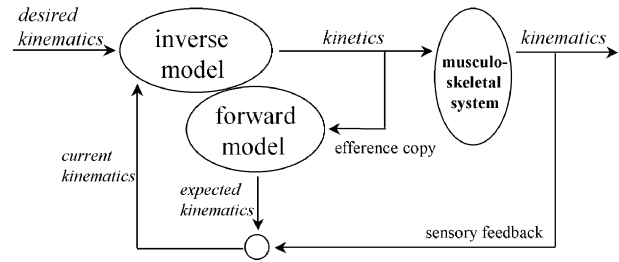 desired
kinematics
inverse
model
kinetics
musculo-
skeletal
system
kinematics
forward
model
efference copy
current
kinematics
expected
kinematics
sensory feedback